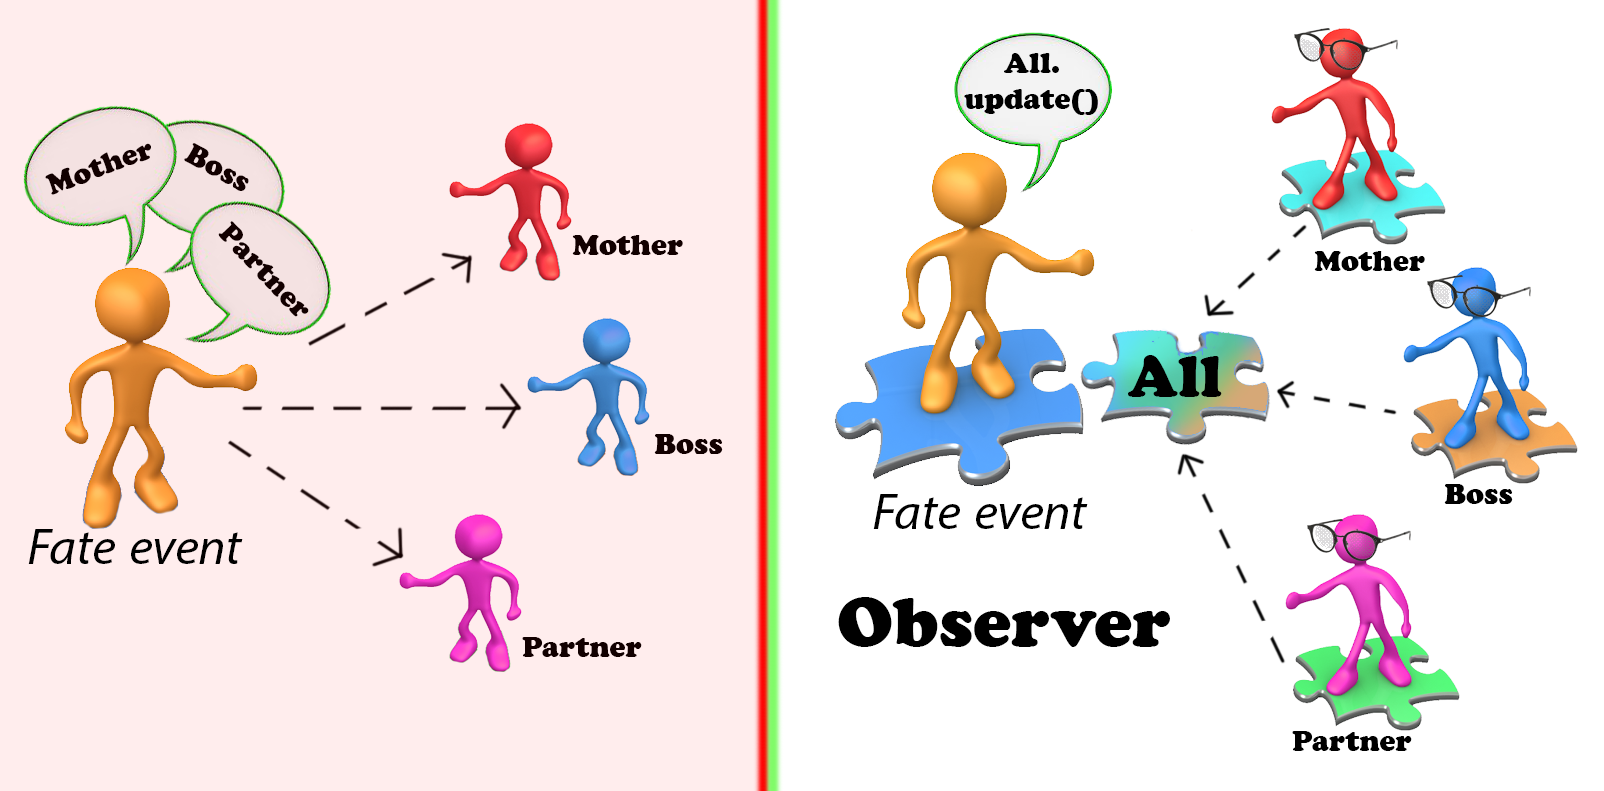 Mother
Boss
Partner
Mother
Boss
Partner
Fate event
All.
update()
Mother
All
Boss
Fate event
Observer
Partner